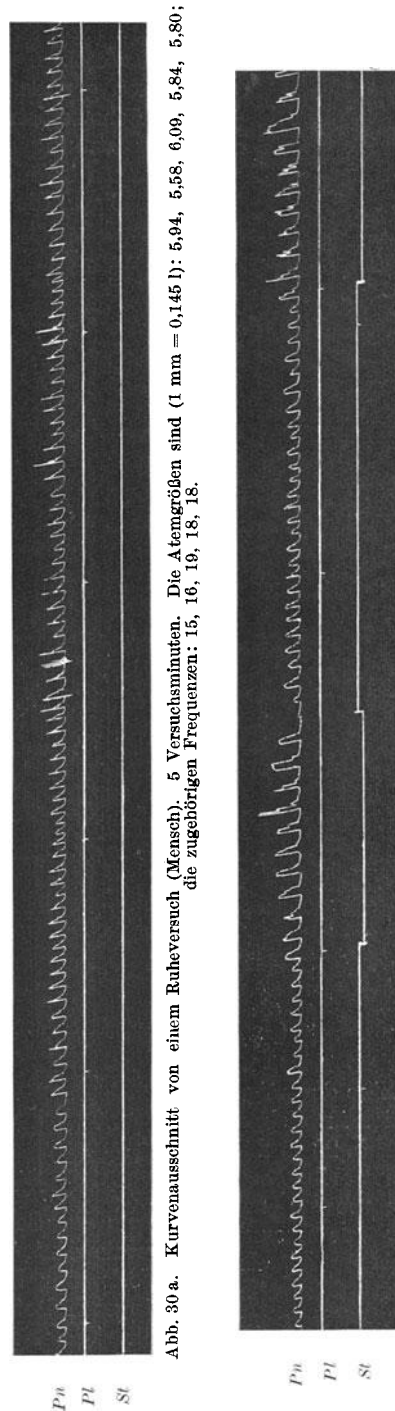 Pn
Pl
St
Abb. 30a. Kurvenausschnitt von einem Ruheversuch (Mensch). 5 Versuchsminuten. Die Atemgrößen sind (1 mm = 0,145 l): 5,94, 5,58, 6,09, 5,84, 5,80;
die zugehörigen Frequenzen: 15, 16, 19, 18, 18.
Pn
Pl
St